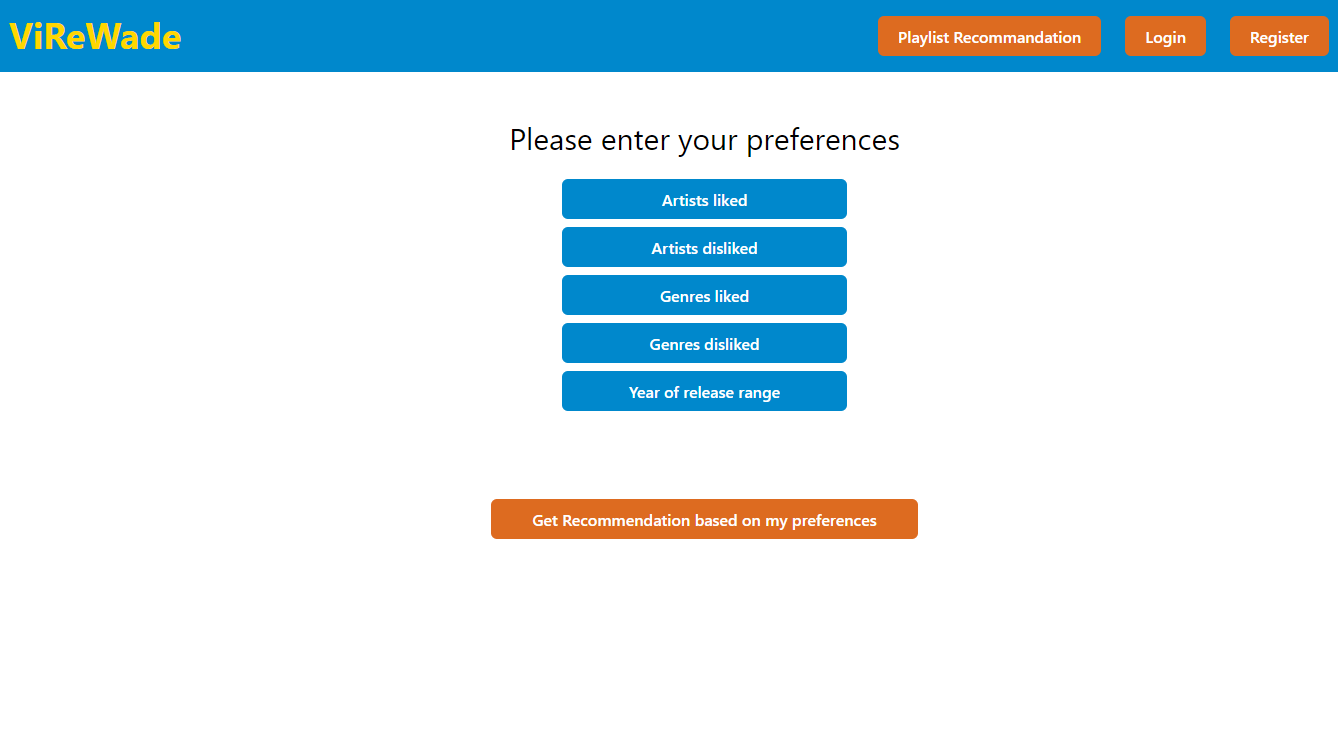 ViReWade
Playlist Recommandation
Login
Register
Please enter your preferences
Artists liked
Artists disliked
Genres liked
Genres disliked
Year of release range
Get Recommendation based on my preferences